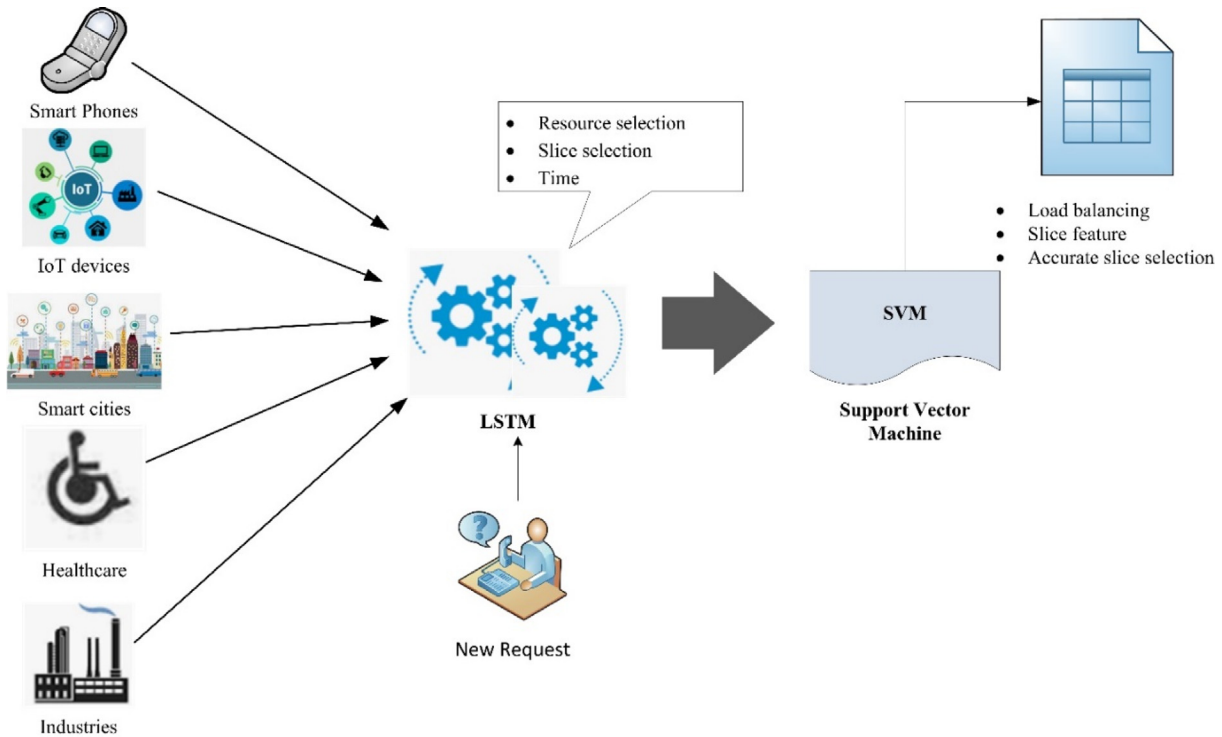 Smart Phones
IoT
IoT devices
Smart cities
Healthcare
Industries
• Resource selection
• Slice selection
• Time
LSTM
?
New Request
SVM
Support Vector
Machine
• Load balancing
• Slice feature
• Accurate slice selection